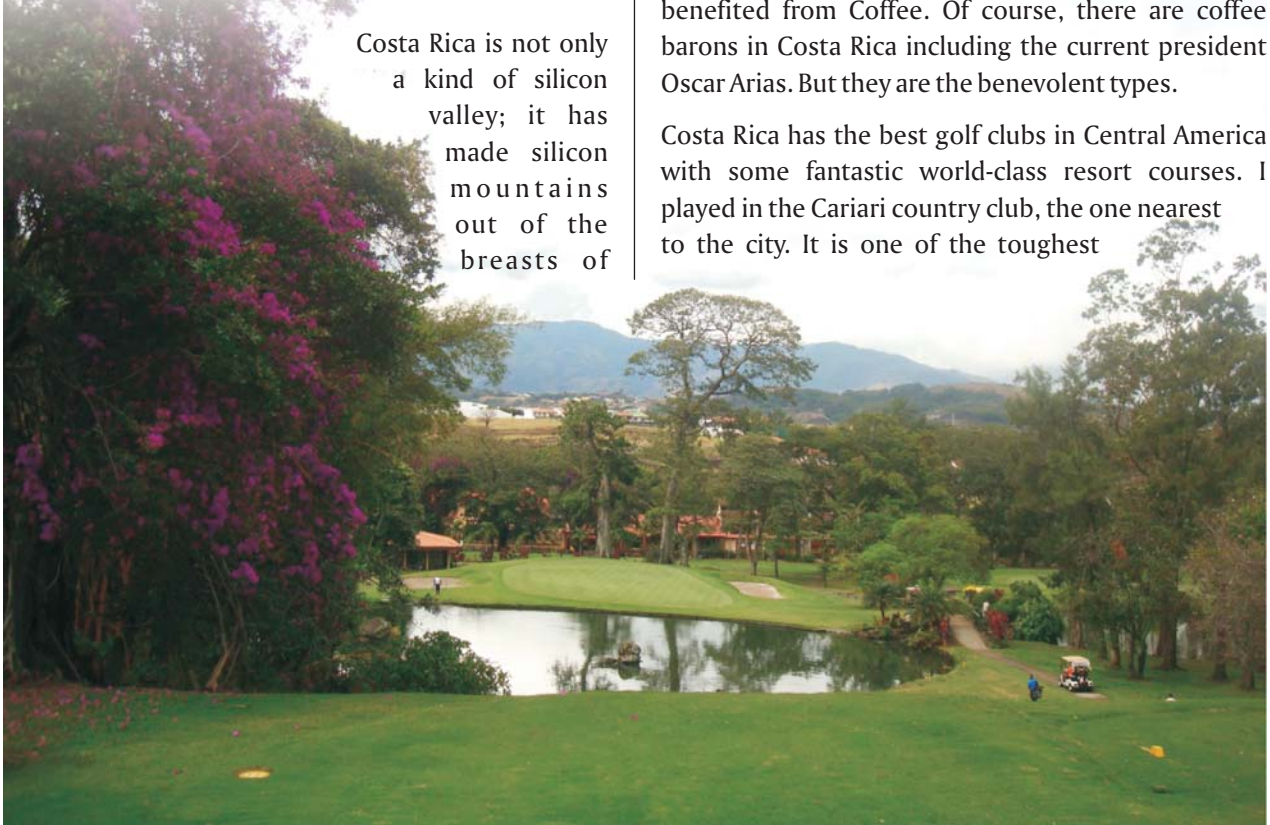 Costa Rica is not only
a kind of silicon
valley; it has
made silicon
mountains
out of the
breasts of
benefited from Coffee. Of course, there are coffee
barons in Costa Rica including the current president
Oscar Arias. But they are the benevolent types.
Costa Rica has the best golf clubs in Central America
with some fantastic world-class resort courses. I
played in the Cariari country club, the one nearest
to the city. It is one of the toughest